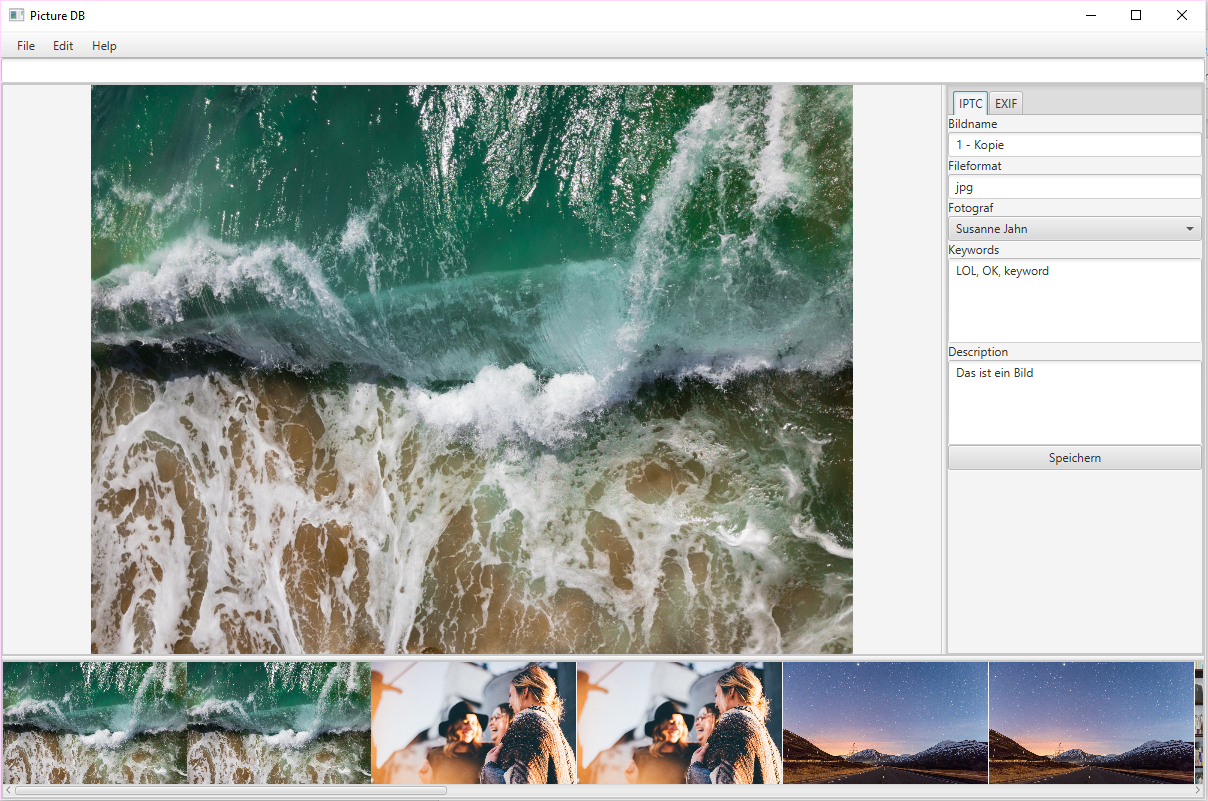 Picture DB
File Edit Help
IPTC EXIF
Bildname
1 - Kopie
Fileformat
jpg
Fotograf
Susanne Jahn
Keywords
LOL, OK, keyword
Description
Das ist ein Bild
Speichern